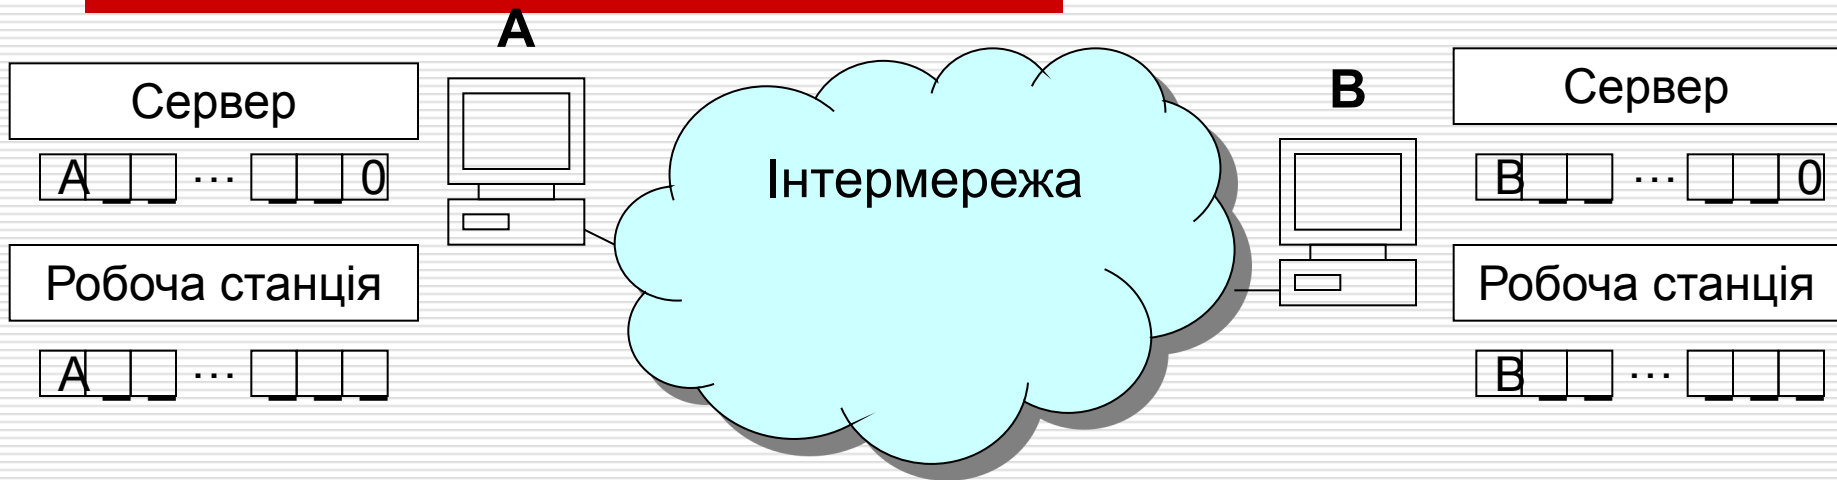 A
Сервер
A _ _ ... _ _ 0
Робоча станція
A _ _ ... _ _ _
Інтермережа
B
Сервер
B _ _ ... _ _ 0
Робоча станція
B _ _ ... _ _ _